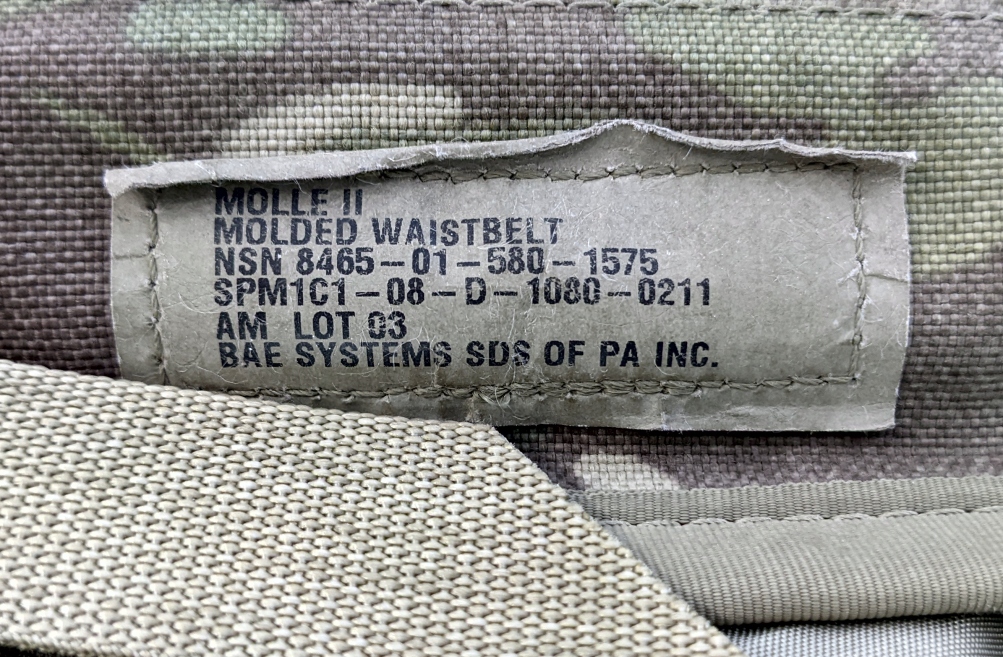 MOLLE II
MOLDED WAISTBELT
NSN 8465-01-580-1575
SPM1C1-08-D-1080-0211
AM LOT 03
BAE SYSTEMS SDS OF PA INC.